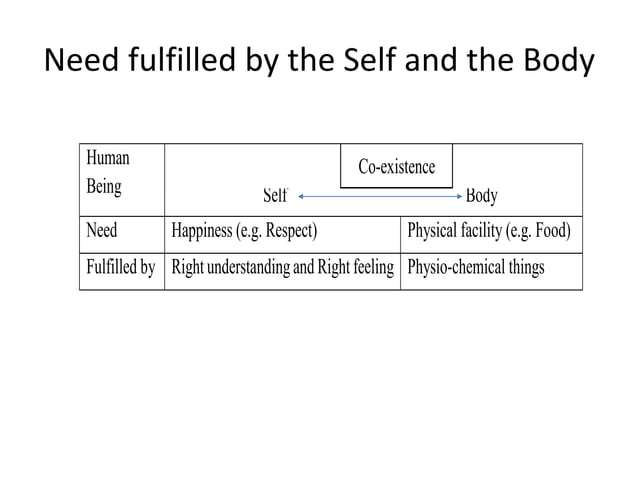 Need fulfilled by the Self and the Body
Human Being
Co-existence
Self Body
Need Happiness (e.g. Respect) Physical facility (e.g. Food)
Fulfilled by Right understanding and Right feeling Physio-chemical things